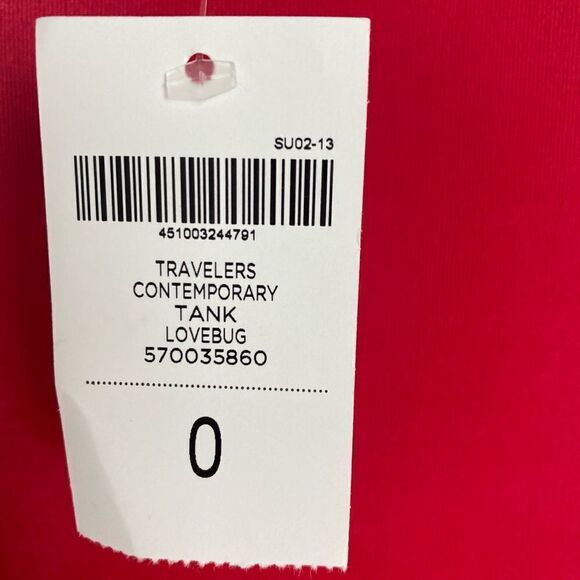 SU02-13
451003244791
TRAVELERS
CONTEMPORARY
TANK
LOVEBUG
570035860
0